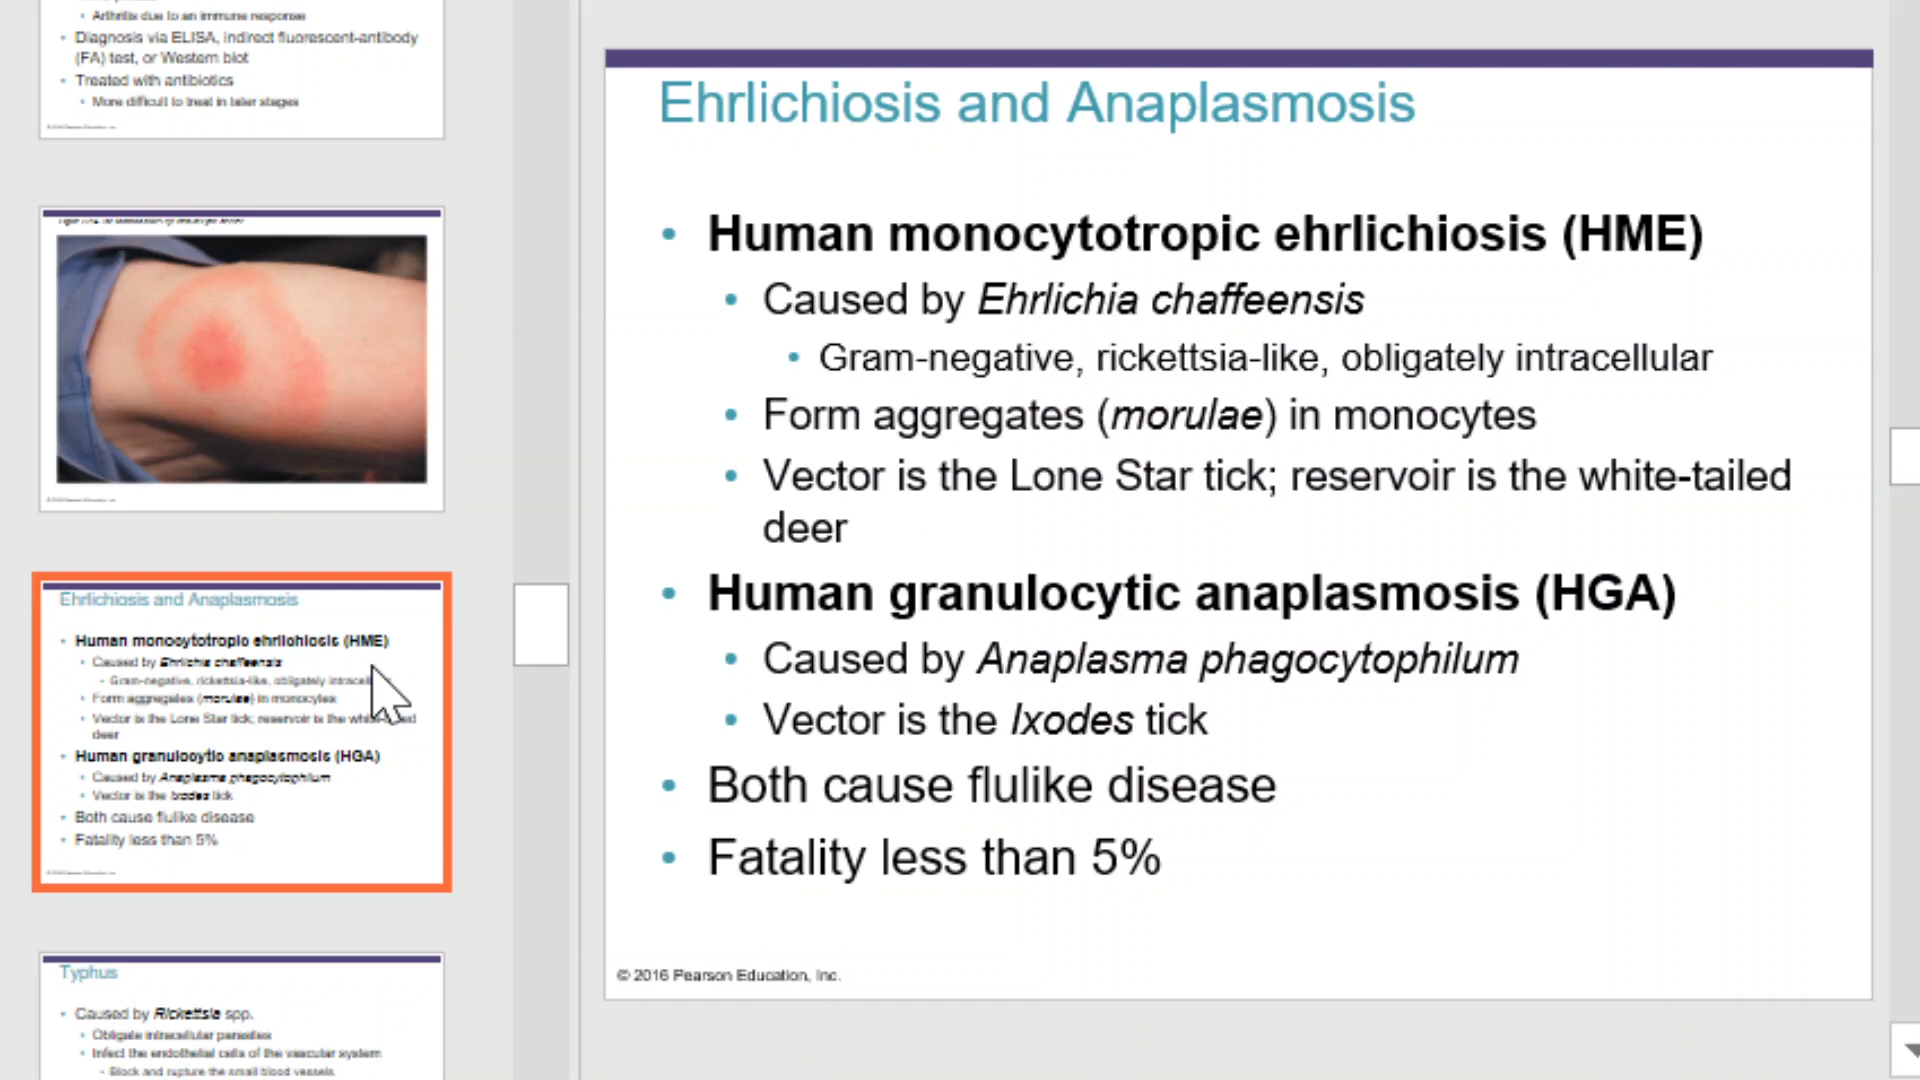 • Arthritis due to an immune response
• Diagnosis via ELISA, indirect fluorescent-antibody
(FA) test, or Western blot
• Treated with antibiotics
• More difficult to treat in later stages
Ehrlichiosis and Anaplasmosis
• Human monocytotropic ehrlichiosis (HME)
• Caused by Ehrlichia chaffeensis
• Gram-negative, rickettsia-like, obligately
• Form aggregates (morulae) in monocytes
• Vector is the Lone Star tick; reservoir is the
deer
• Human granulocytic anaplasmosis (HGA)
• Caused by Anaplasma phagocytophilum
• Vector is the Ixodes tick
• Both cause flulike disease
• Fatality less than 5%
Typhus
• Caused by Rickettsia spp.
• Obligate intracellular parasites
• Infect the endothelial cells of the vascular system
• Block and rupture the small blood vessels
Ehrlichiosis and Anaplasmosis
• Human monocytotropic ehrlichiosis (HME)
• Caused by Ehrlichia chaffeensis
• Gram-negative, rickettsia-like, obligately intracellular
• Form aggregates (morulae) in monocytes
• Vector is the Lone Star tick; reservoir is the white-tailed
deer
• Human granulocytic anaplasmosis (HGA)
• Caused by Anaplasma phagocytophilum
• Vector is the Ixodes tick
• Both cause flulike disease
• Fatality less than 5%
© 2016 Pearson Education, Inc.